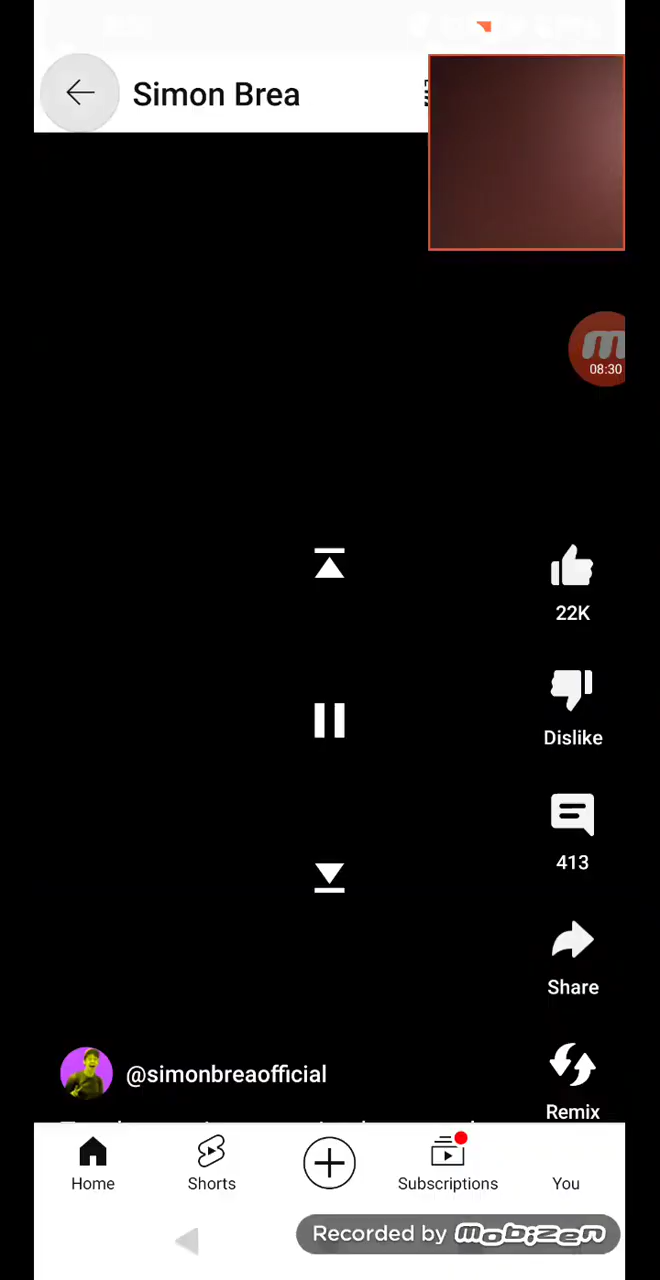 Simon Brea
08:30
22K
Dislike
413
Share
@simonbreaofficial
Remix
Home
Shorts
Subscriptions
You
Recorded by mobizen